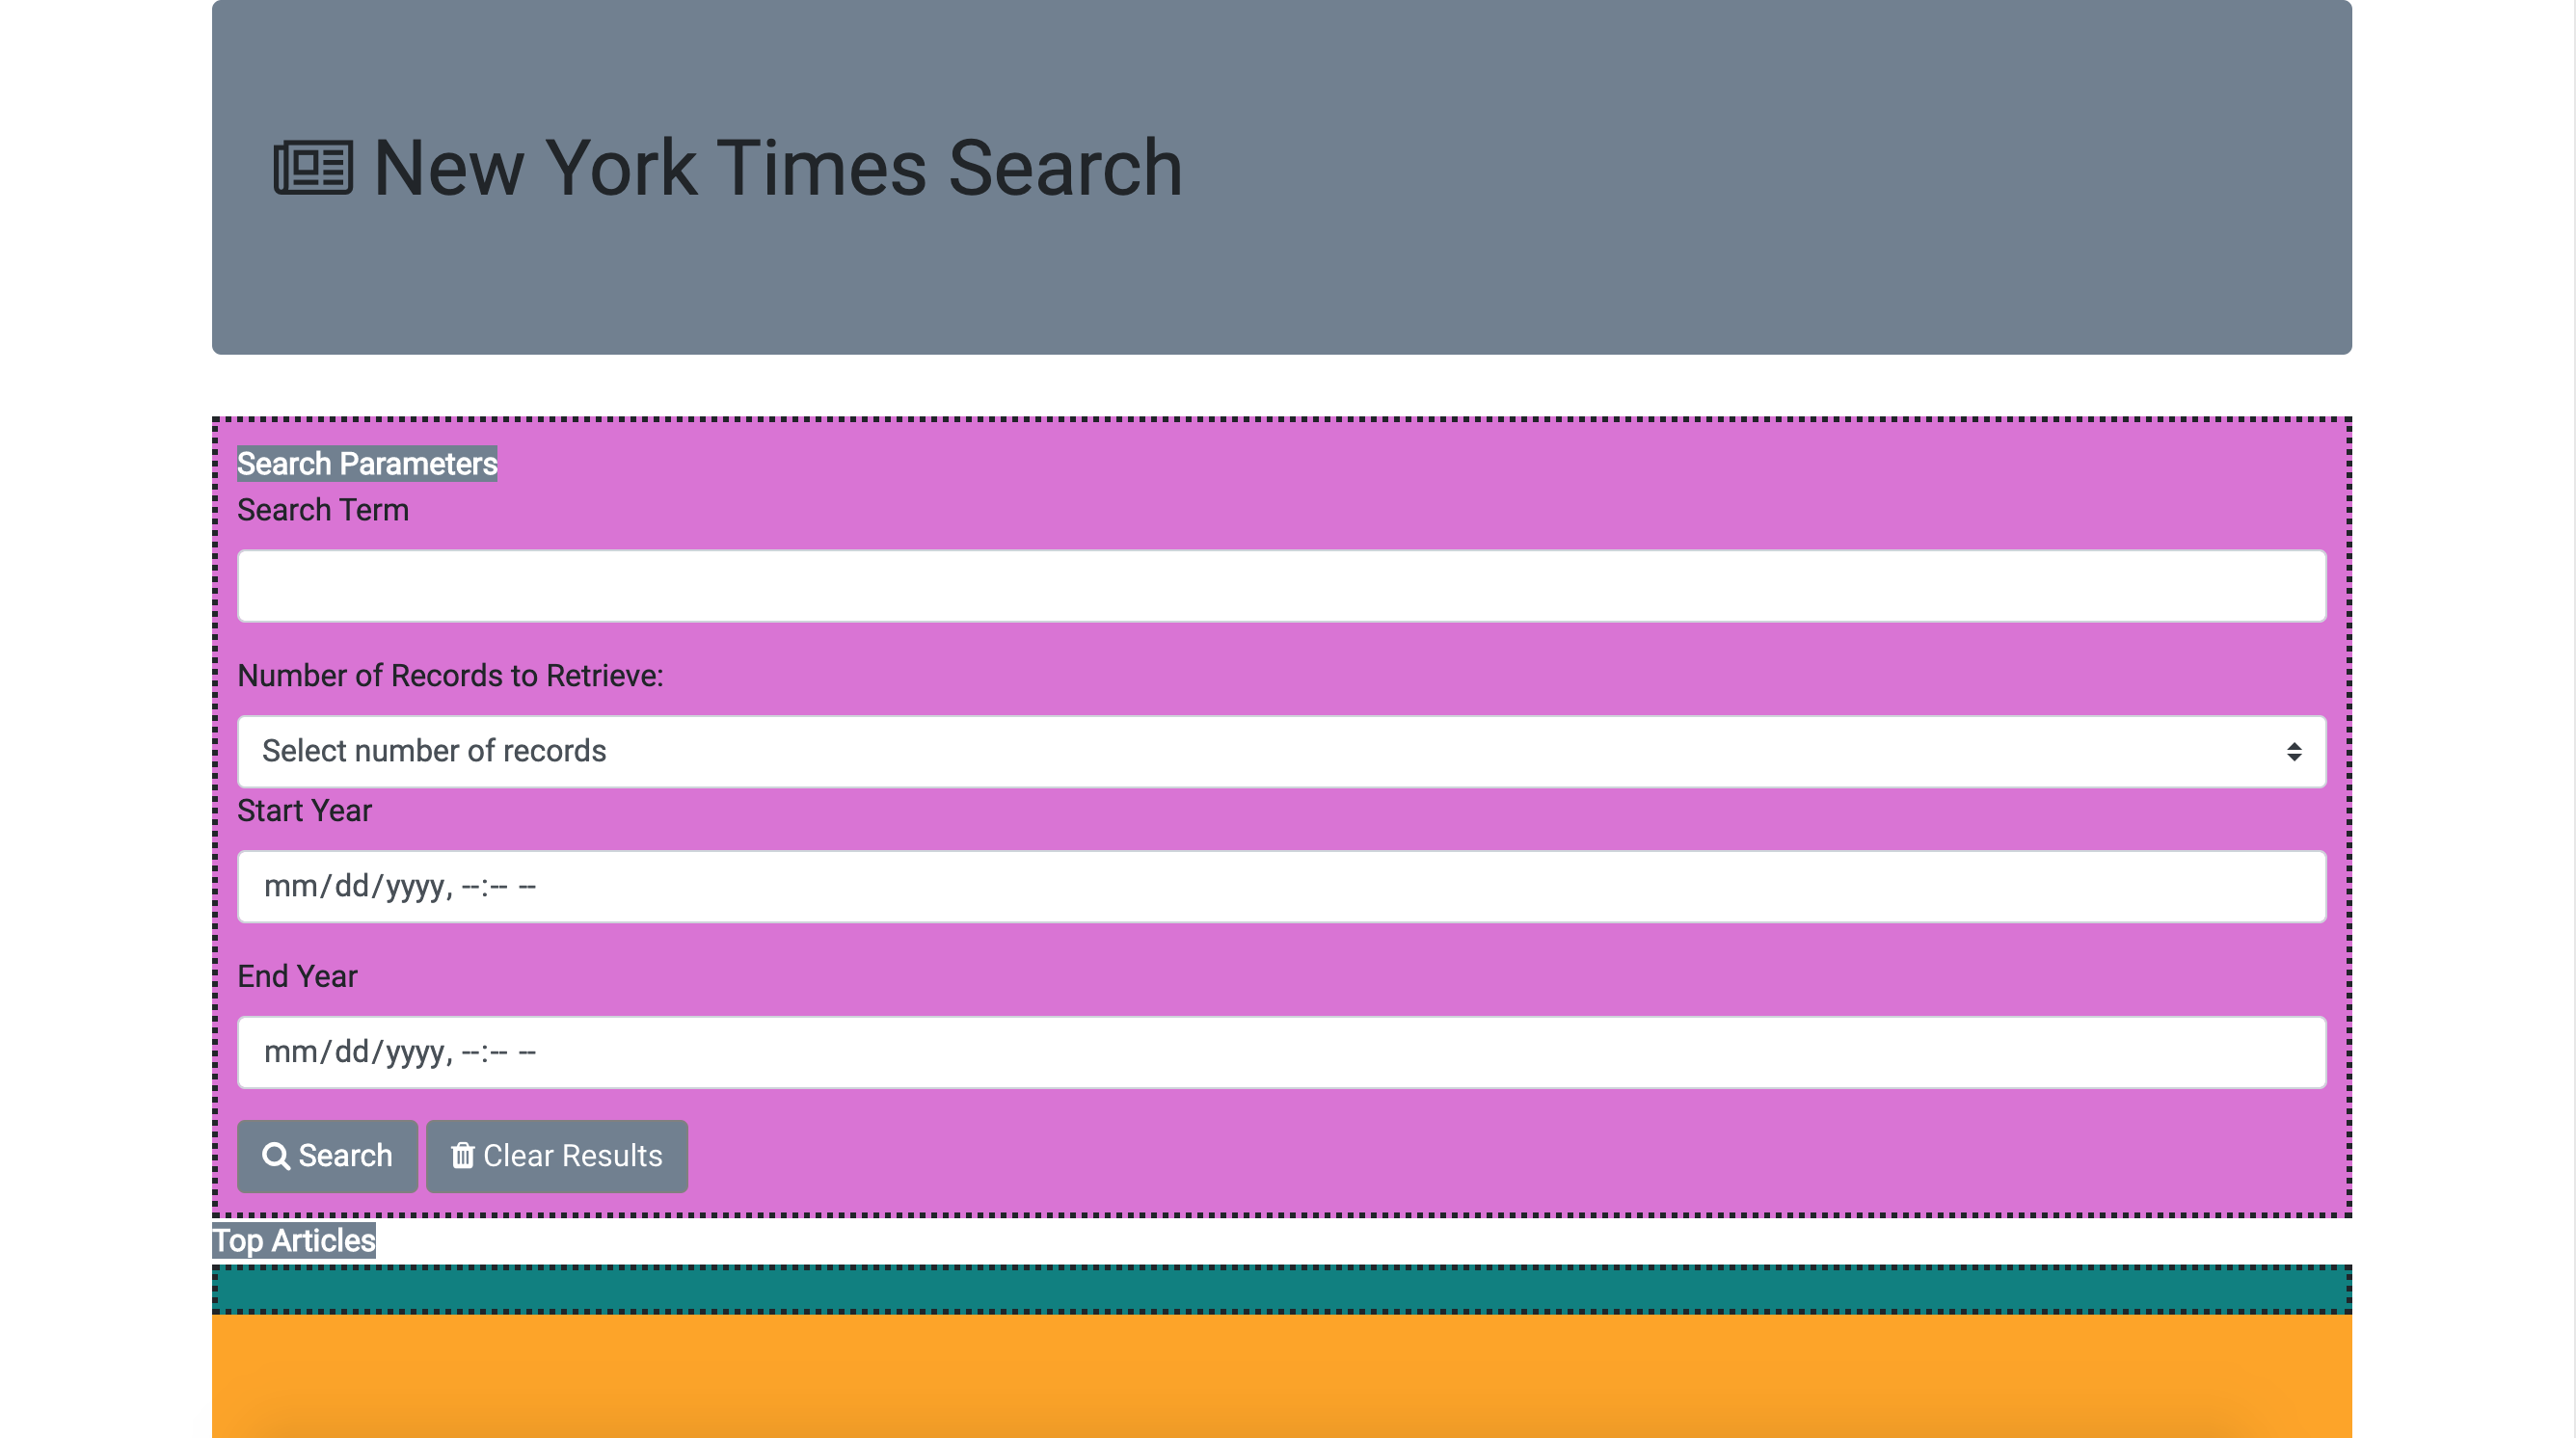 New York Times Search
Search Parameters
Search Term
Number of Records to Retrieve:
Select number of records
Start Year
mm/dd/yyyy, --:-- --
End Year
mm/dd/yyyy, --:-- --
Search Clear Results
Top Articles